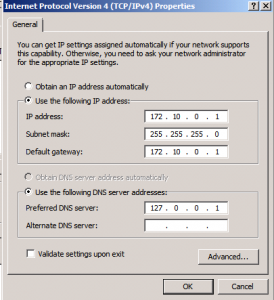 Internet Protocol Version 4 (TCP/IPv4) Properties
General
You can get IP settings assigned automatically if your network supports
this capability. Otherwise, you need to ask your network administrator
for the appropriate IP settings.
Obtain an IP address automatically
Use the following IP address:
IP address: 172 . 10 . 0 . 1
Subnet mask: 255 . 255 . 255 . 0
Default gateway: 172 . 10 . 0 . 1
Obtain DNS server address automatically
Use the following DNS server addresses:
Preferred DNS server: 127 . 0 . 0 . 1
Alternate DNS server: . . .
Validate settings upon exit
Advanced...
OK Cancel